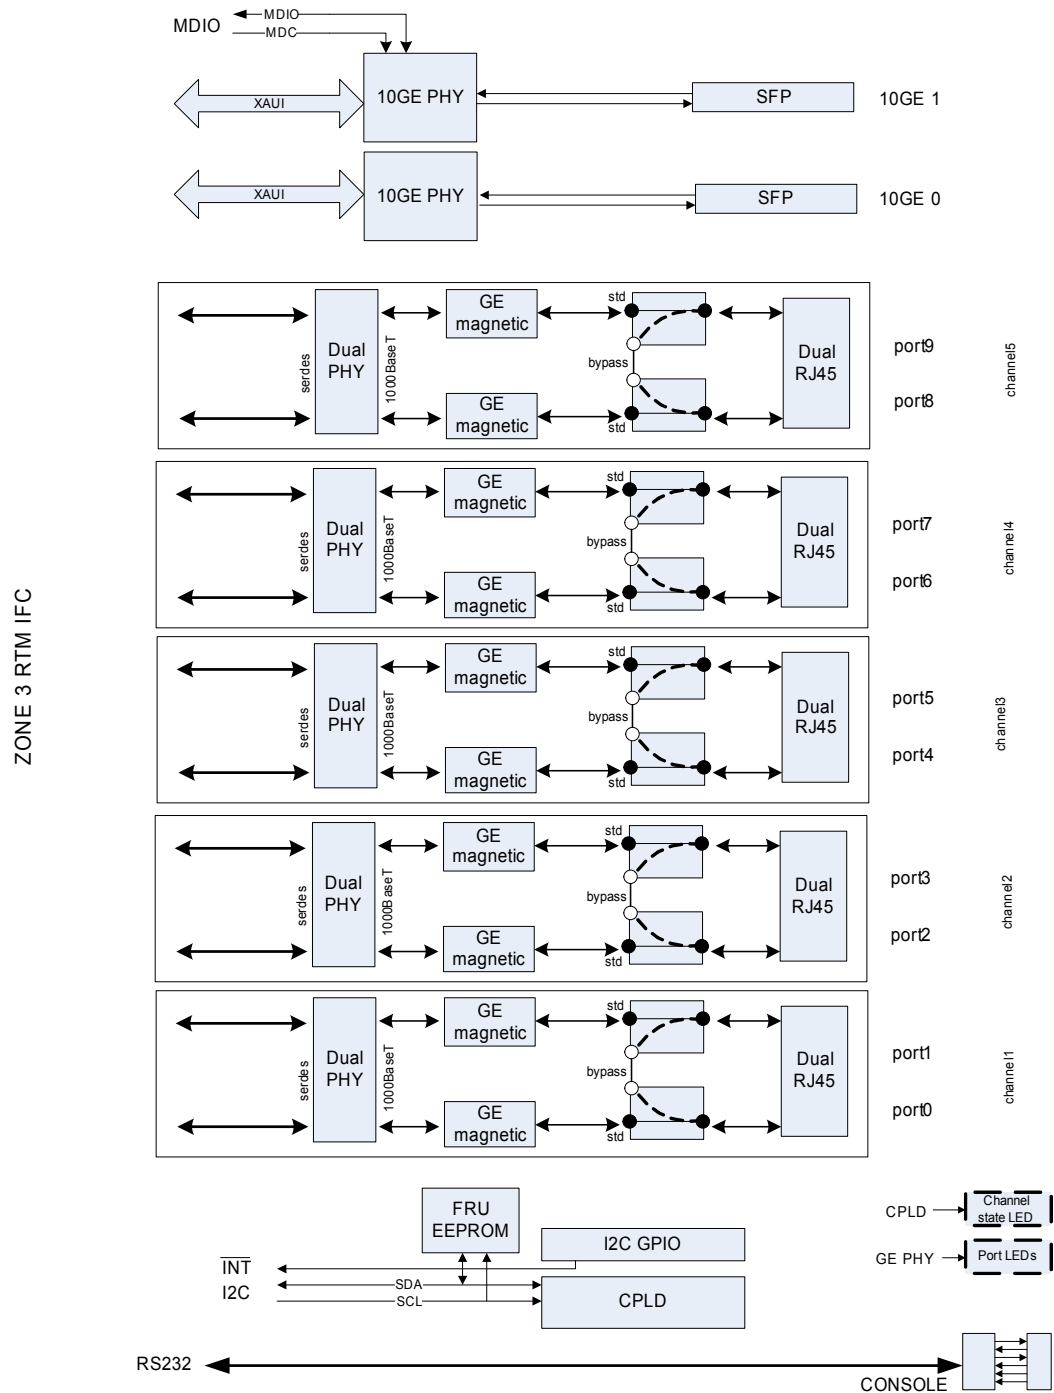 MDIO
MDIO
MDC
XAUI
10GE PHY
SFP
10GE 1
XAUI
10GE PHY
SFP
10GE 0
ZONE 3 RTM IFC
serdes
Dual
PHY
1000BaseT
GE
magnetic
GE
magnetic
std
bypass
std
Dual
RJ45
port9
port8
channel5
serdes
Dual
PHY
1000BaseT
GE
magnetic
GE
magnetic
std
bypass
std
Dual
RJ45
port7
port6
channel4
serdes
Dual
PHY
1000BaseT
GE
magnetic
GE
magnetic
std
bypass
std
Dual
RJ45
port5
port4
channel3
serdes
Dual
PHY
1000BaseT
GE
magnetic
GE
magnetic
std
bypass
std
Dual
RJ45
port3
port2
channel2
serdes
Dual
PHY
1000BaseT
GE
magnetic
GE
magnetic
std
bypass
std
Dual
RJ45
port1
port0
channel1
FRU
EEPROM
I2C GPIO
INT
I2C
SDA
SCL
CPLD
CPLD
Channel
state LED
GE PHY
Port LEDs
RS232
CONSOLE